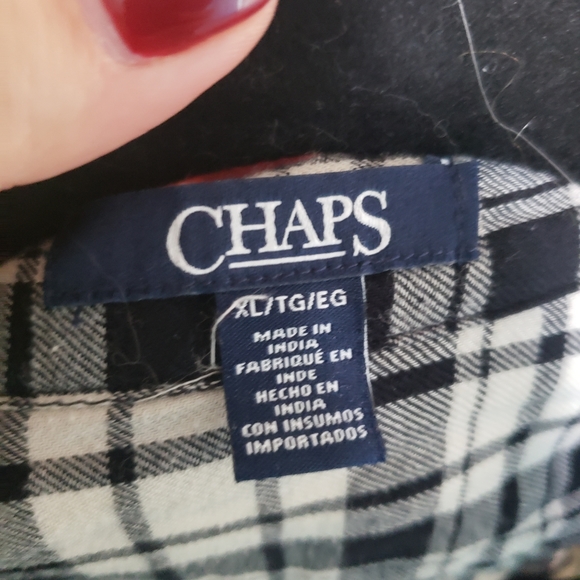 CHAPS
XL/TG/EG
MADE IN
INDIA
FABRIQUÉ EN
INDE
HECHO EN
INDIA
CON INSUMOS
IMPORTADOS